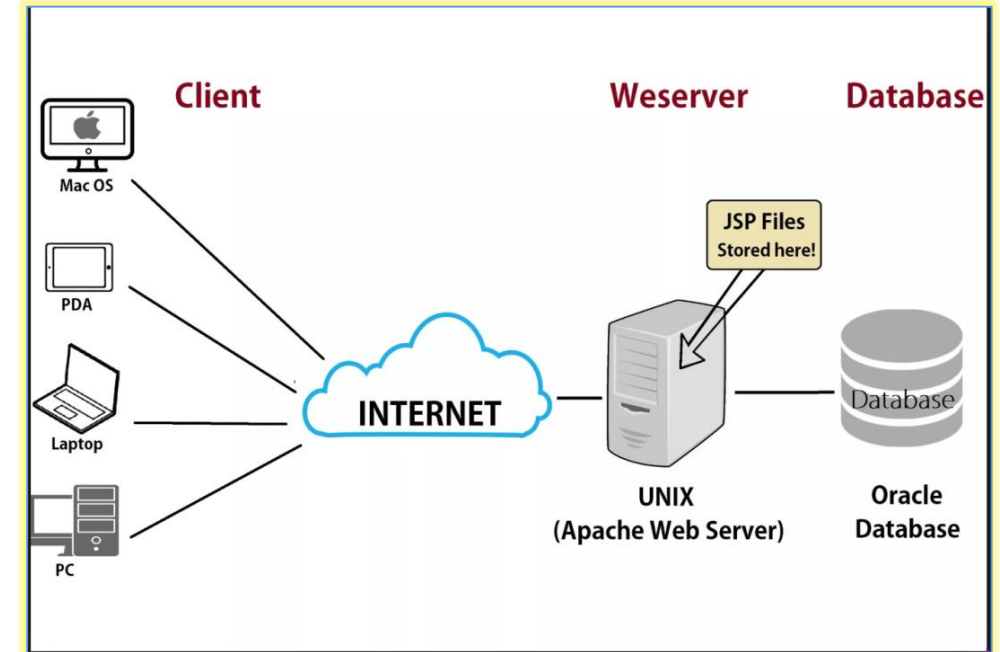 Client
Weserver
Database
Mac OS
JSP Files
Stored here!
PDA
Laptop
INTERNET
Database
UNIX
(Apache Web Server)
Oracle
Database
PC